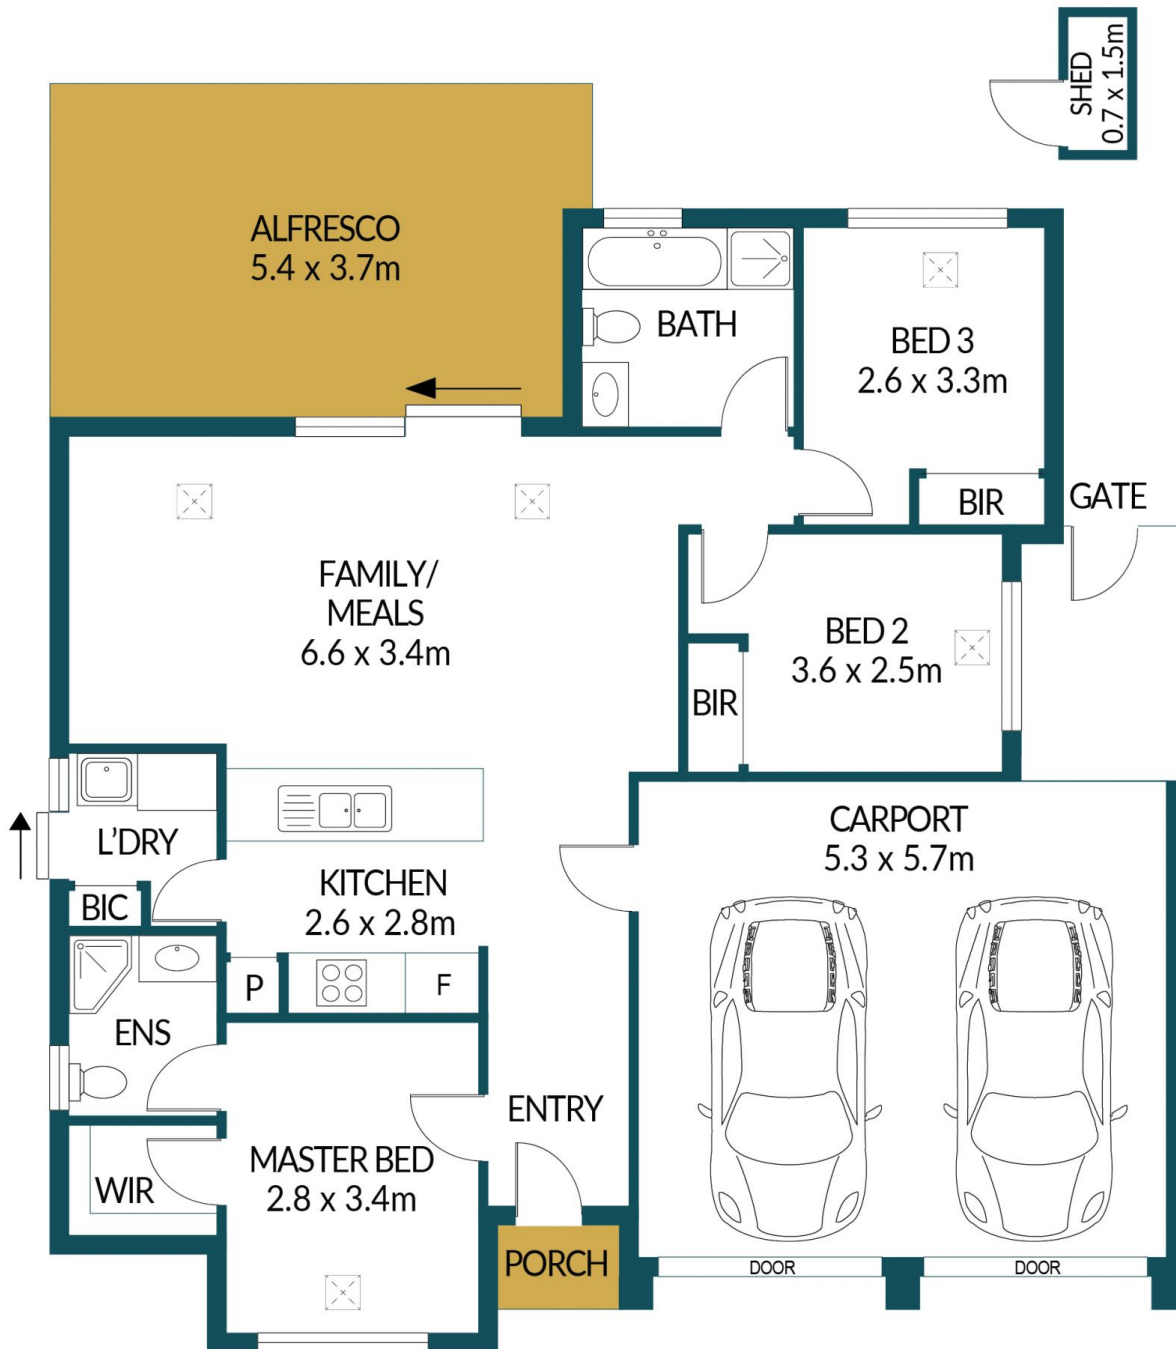 SHED
0.7 x 1.5m
ALFRESCO
5.4 x 3.7m
BATH
BED 3
2.6 x 3.3m
BIR
GATE
FAMILY/
MEALS
6.6 x 3.4m
BED 2
3.6 x 2.5m
BIR
L'DRY
BIC
KITCHEN
2.6 x 2.8m
P
F
CARPORT
5.3 x 5.7m
ENS
ENTRY
WIR
MASTER BED
2.8 x 3.4m
PORCH
DOOR
DOOR